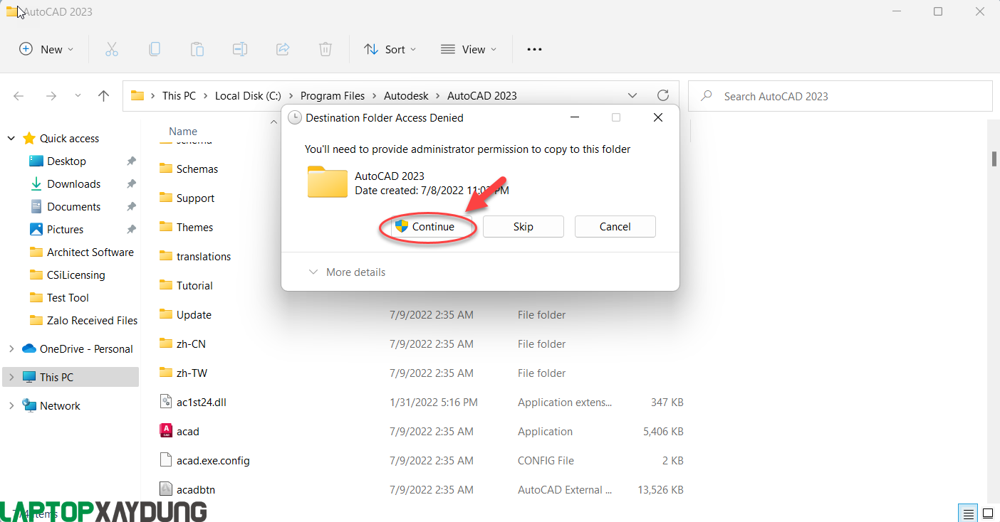 AutoCAD 2023
New
Sort
View
This PC
Local Disk (C:)
Program Files
Autodesk
AutoCAD 2023
Search AutoCAD 2023
Destination Folder Access Denied
You'll need to provide administrator permission to copy to this folder
AutoCAD 2023
Date created: 7/8/2022 11:0 PM
Continue
Skip
Cancel
More details
Quick access
Desktop
Downloads
Documents
Pictures
Architect Software
CSiLicensing
Test Tool
Zalo Received Files
OneDrive - Personal
This PC
Network
Name
schema
Schemas
Support
Themes
translations
Tutorial
Update 7/9/2022 2:35 AM File folder
zh-CN 7/9/2022 2:35 AM File folder
zh-TW 7/9/2022 2:35 AM File folder
ac1st24.dll 1/31/2022 5:16 PM Application extens... 347 KB
acad 7/9/2022 2:35 AM Application 5,406 KB
acad.exe.config 7/9/2022 2:35 AM CONFIG File 2 KB
acadbtn 7/9/2022 2:35 AM AutoCAD External ... 13,526 KB
items
LAPTOPXAYDUNG